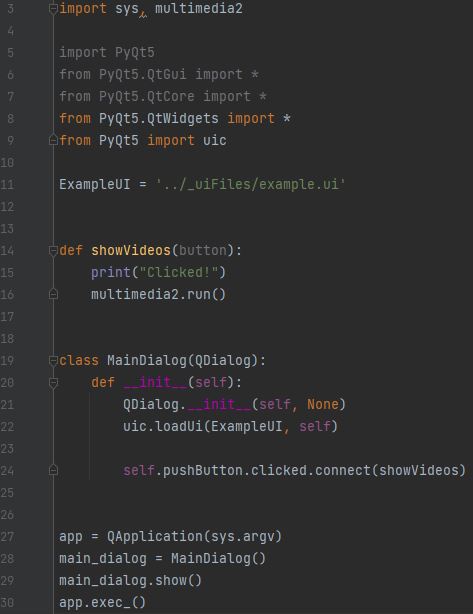 3 import sys, multimedia2
4
5 import PyQt5
6 from PyQt5.QtGui import *
7 from PyQt5.QtCore import *
8 from PyQt5.QtWidgets import *
9 from PyQt5 import uic
10
11 ExampleUI = '../_uiFiles/example.ui'
12
13
14 def showVideos(button):
15     print("Clicked!")
16     multimedia2.run()
17
18
19 class MainDialog(QDialog):
20     def __init__(self):
21         QDialog.__init__(self, None)
22         uic.loadUi(ExampleUI, self)
23
24         self.pushButton.clicked.connect(showVideos)
25
26
27 app = QApplication(sys.argv)
28 main_dialog = MainDialog()
29 main_dialog.show()
30 app.exec_()